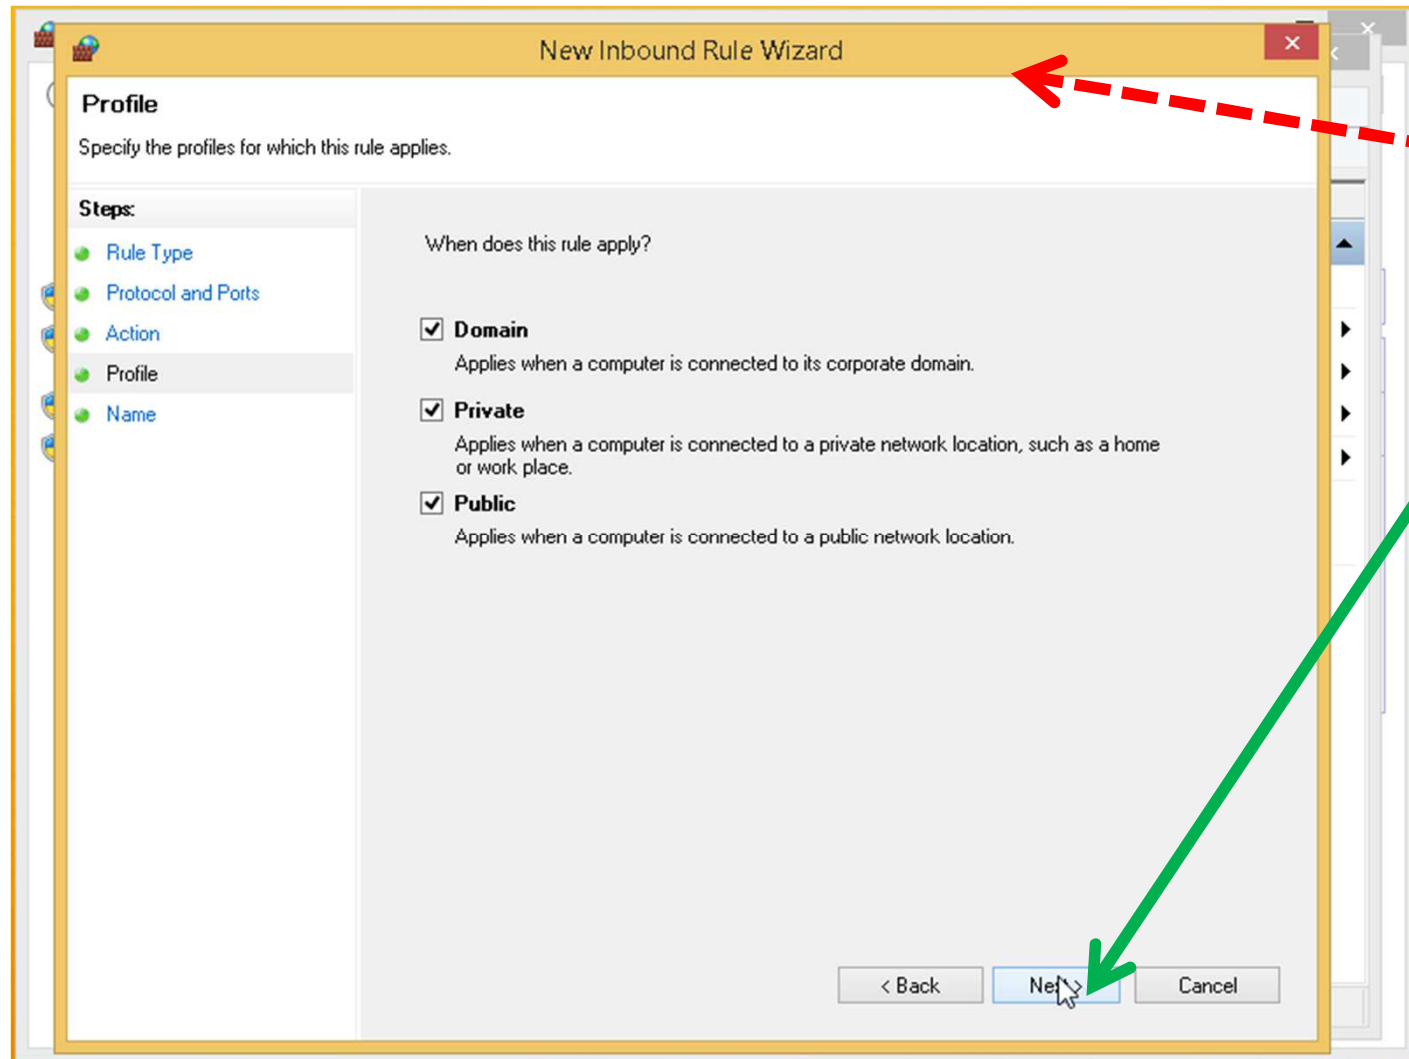 New Inbound Rule Wizard
Profile
Specify the profiles for which this rule applies.
Steps:
Rule Type
Protocol and Ports
Action
Profile
Name
When does this rule apply?
Domain
Applies when a computer is connected to its corporate domain.
Private
Applies when a computer is connected to a private network location, such as a home
or work place.
Public
Applies when a computer is connected to a public network location.
< Back
Next >
Cancel